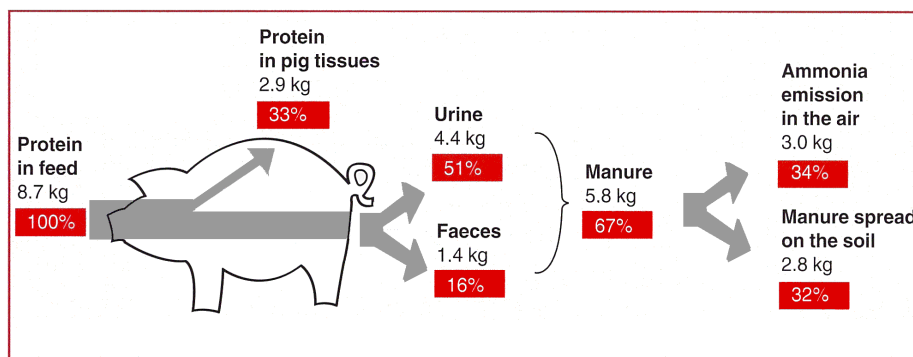 Protein
in feed
8.7 kg
100%
Protein
in pig tissues
2.9 kg
33%
Urine
4.4 kg
51%
Faeces
1.4 kg
16%
Manure
5.8 kg
67%
Ammonia
emission
in the air
3.0 kg
34%
Manure spread
on the soil
2.8 kg
32%